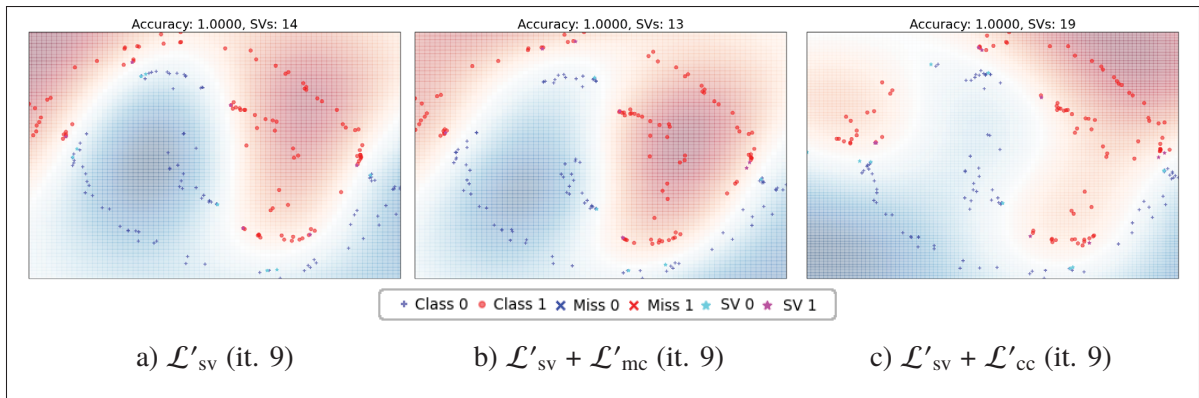 Accuracy: 1.0000, SVs: 14
Accuracy: 1.0000, SVs: 13
Accuracy: 1.0000, SVs: 19
Class 0 Class 1 Miss 0 Miss 1 SV 0 SV 1
a) ℒ′sv (it. 9)
b) ℒ′sv + ℒ′mc (it. 9)
c) ℒ′sv + ℒ′cc (it. 9)